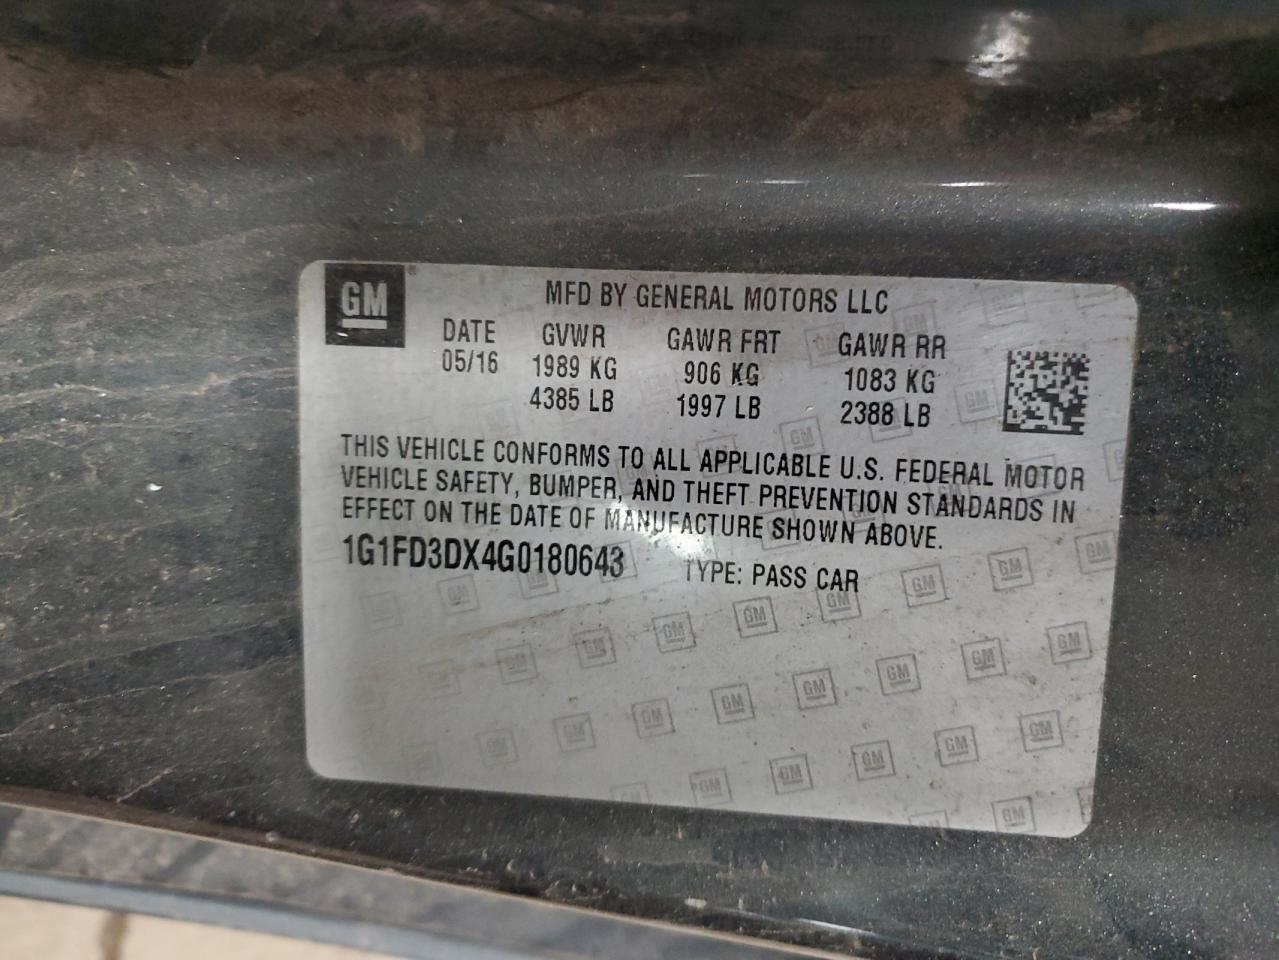 GM
MFD BY GENERAL MOTORS LLC
DATE GVWR GAWR FRT GAWR RR
05/16 1989 KG 906 KG 1083 KG
4385 LB 1997 LB 2388 LB
THIS VEHICLE CONFORMS TO ALL APPLICABLE U.S. FEDERAL MOTOR
VEHICLE SAFETY, BUMPER, AND THEFT PREVENTION STANDARDS IN
EFFECT ON THE DATE OF MANUFACTURE SHOWN ABOVE.
1G1FD3DX4G0180643 TYPE: PASS CAR